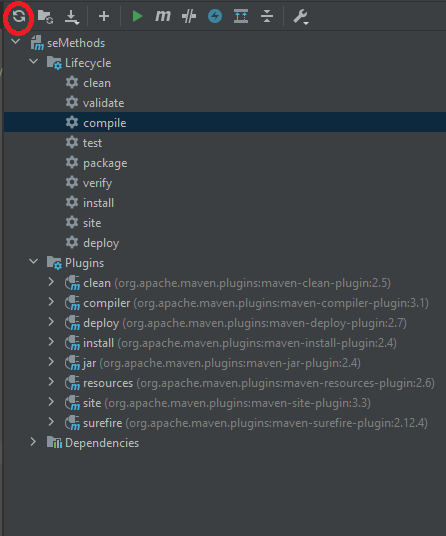 seMethods
Lifecycle
clean
validate
compile
test
package
verify
install
site
deploy
Plugins
clean (org.apache.maven.plugins:maven-clean-plugin:2.5)
compiler (org.apache.maven.plugins:maven-compiler-plugin:3.1)
deploy (org.apache.maven.plugins:maven-deploy-plugin:2.7)
install (org.apache.maven.plugins:maven-install-plugin:2.4)
jar (org.apache.maven.plugins:maven-jar-plugin:2.4)
resources (org.apache.maven.plugins:maven-resources-plugin:2.6)
site (org.apache.maven.plugins:maven-site-plugin:3.3)
surefire (org.apache.maven.plugins:maven-surefire-plugin:2.12.4)
Dependencies